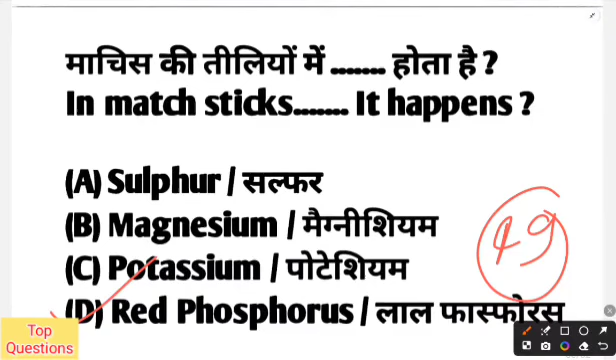 माचिस की तीलियों में ....... होता है ?
In match sticks....... It happens ?
(A) Sulphur / सल्फर
(B) Magnesium / मैग्नीशियम
(C) Potassium / पोटेशियम
(D) Red Phosphorus / लाल फास्फोरस
49
Top
Questions